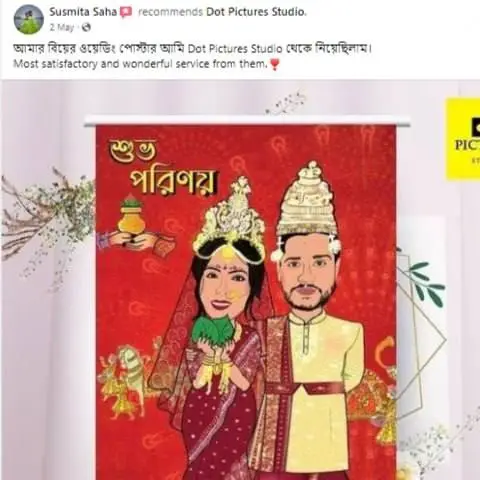 Susmita Saha recommends Dot Pictures Studio.
2 May
আমার বিয়ের ওয়েডিং পোস্টার আমি Dot Pictures Studio থেকে নিয়েছিলাম।
Most satisfactory and wonderful service from them.
শুভ
পরিণয়
PICT